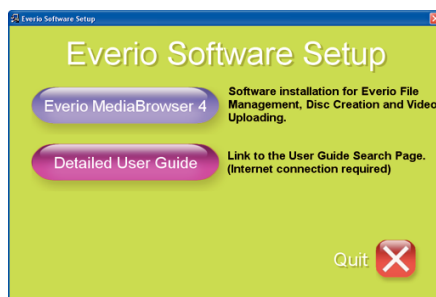 Everio Software Setup
Everio Software Setup
Everio MediaBrowser 4
Software installation for Everio File
Management, Disc Creation and Video
Uploading.
Detailed User Guide
Link to the User Guide Search Page.
(Internet connection required)
Quit